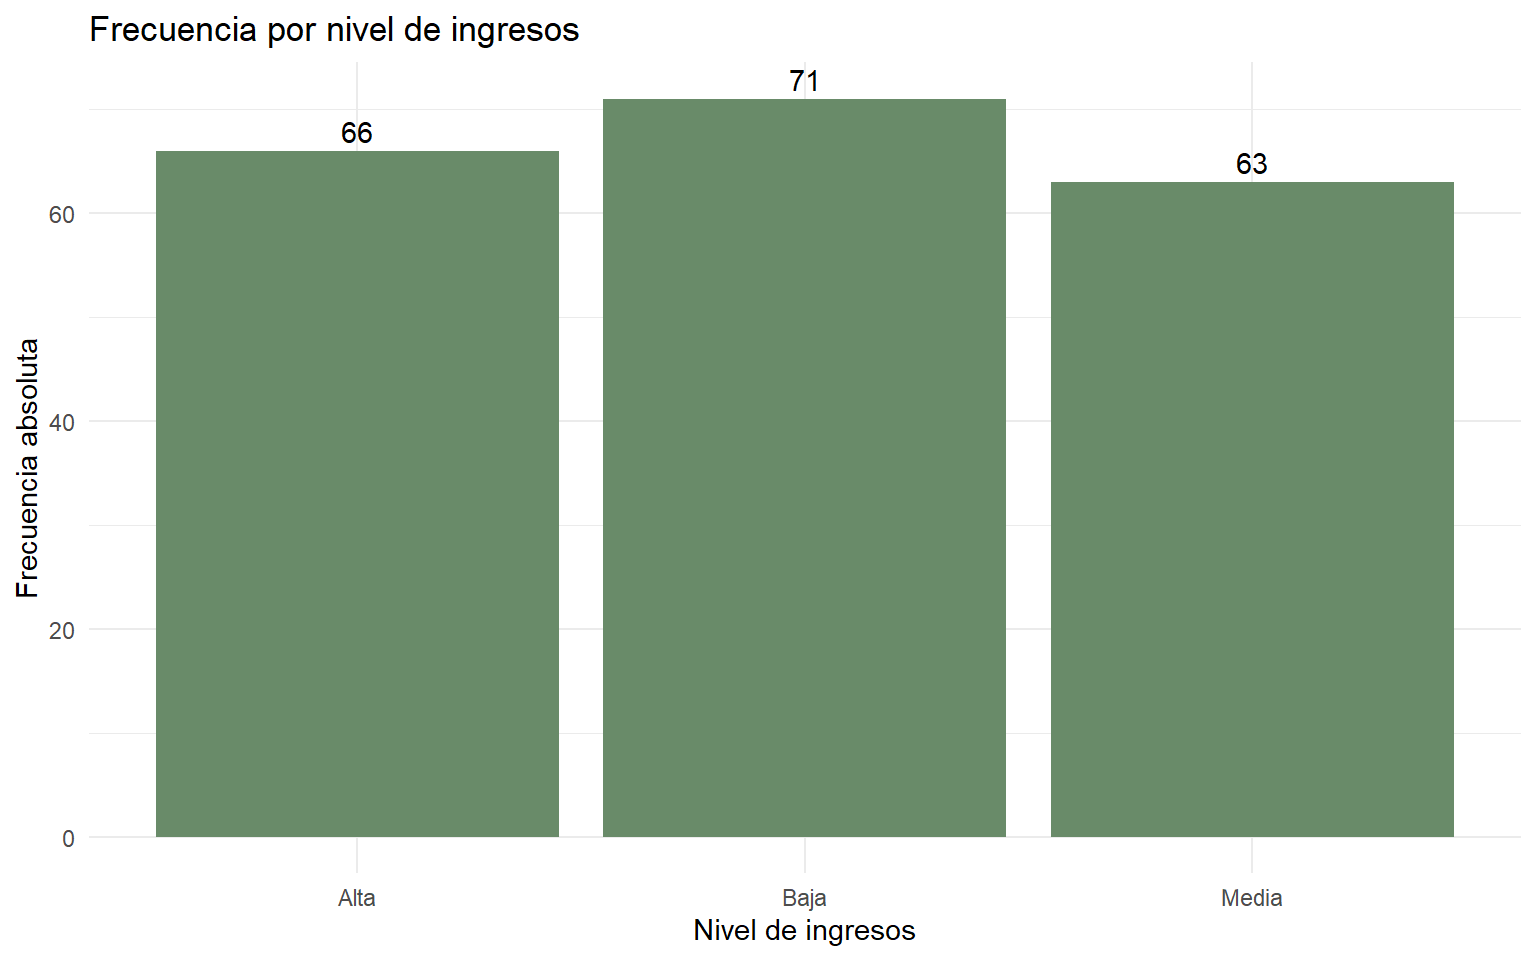 Frecuencia por nivel de ingresos
71
66
63
60
40
20
0
Frecuencia absoluta
Alta
Baja
Media
Nivel de ingresos